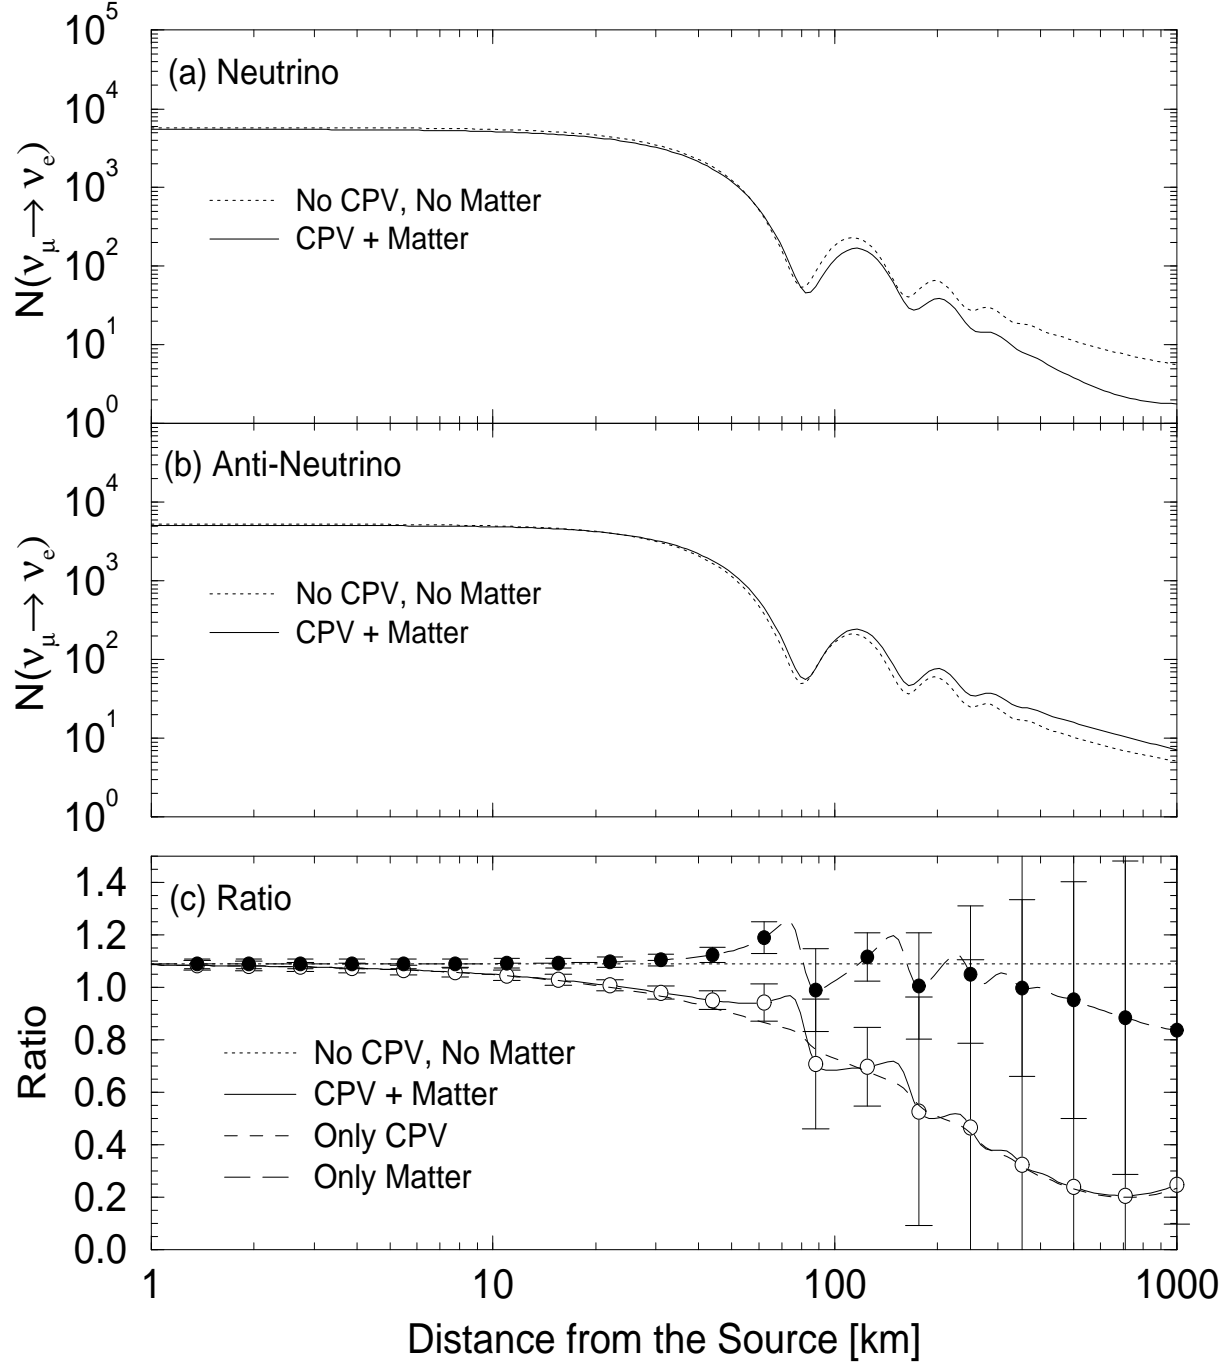 10^5
(a) Neutrino
10^4
10^3
No CPV, No Matter
CPV + Matter
10^2
10^1
10^0
N(ν_μ → ν_e)
(b) Anti-Neutrino
10^4
10^3
No CPV, No Matter
CPV + Matter
10^2
10^1
10^0
N(ν_μ → ν_e)
1.4
(c) Ratio
1.2
1.0
0.8
No CPV, No Matter
0.6
CPV + Matter
0.4
Only CPV
Only Matter
0.2
0.0
Ratio
1 10 100 1000
Distance from the Source [km]